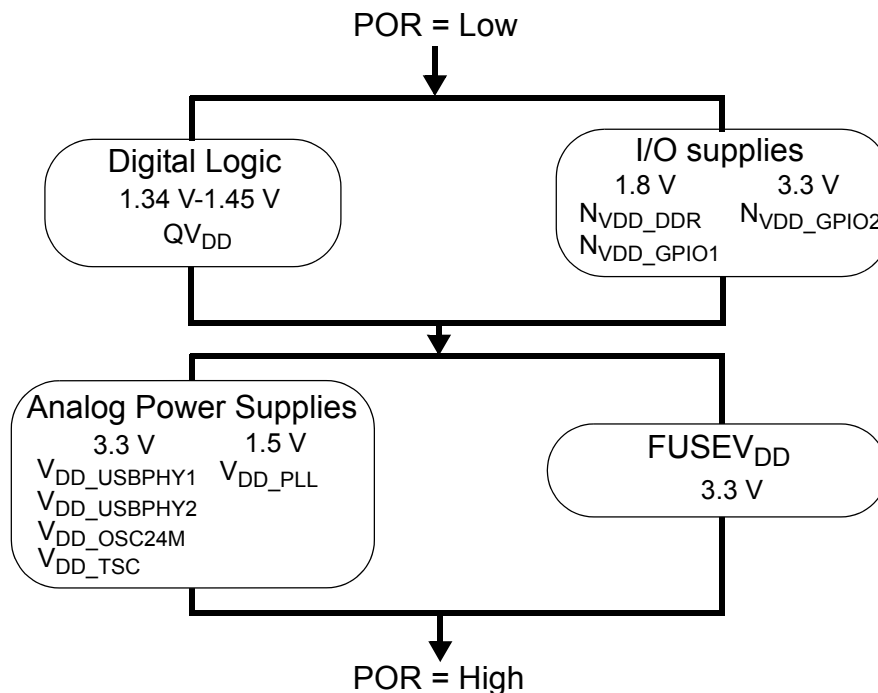 POR = Low
Digital Logic
1.34 V-1.45 V
QVDD
I/O supplies
1.8 V 3.3 V
NVDD_DDR NVDD_GPIO2
NVDD_GPIO1
Analog Power Supplies
3.3 V 1.5 V
VDD_USBPHY1 VDD_PLL
VDD_USBPHY2
VDD_OSC24M
VDD_TSC
FUSEVDD
3.3 V
POR = High